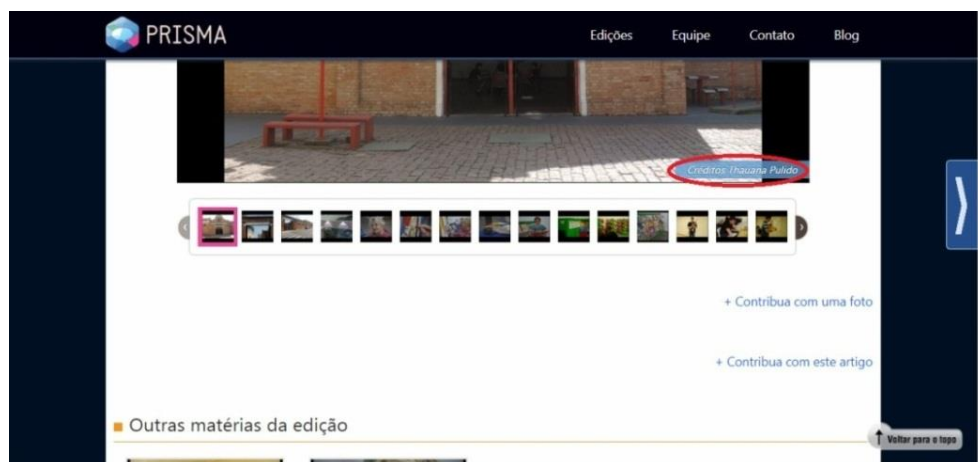 PRISMA
Edições Equipe Contato Blog
Créditos Thauana Pulido
+ Contribua com uma foto
+ Contribua com este artigo
Outras matérias da edição
Voltar para o topo